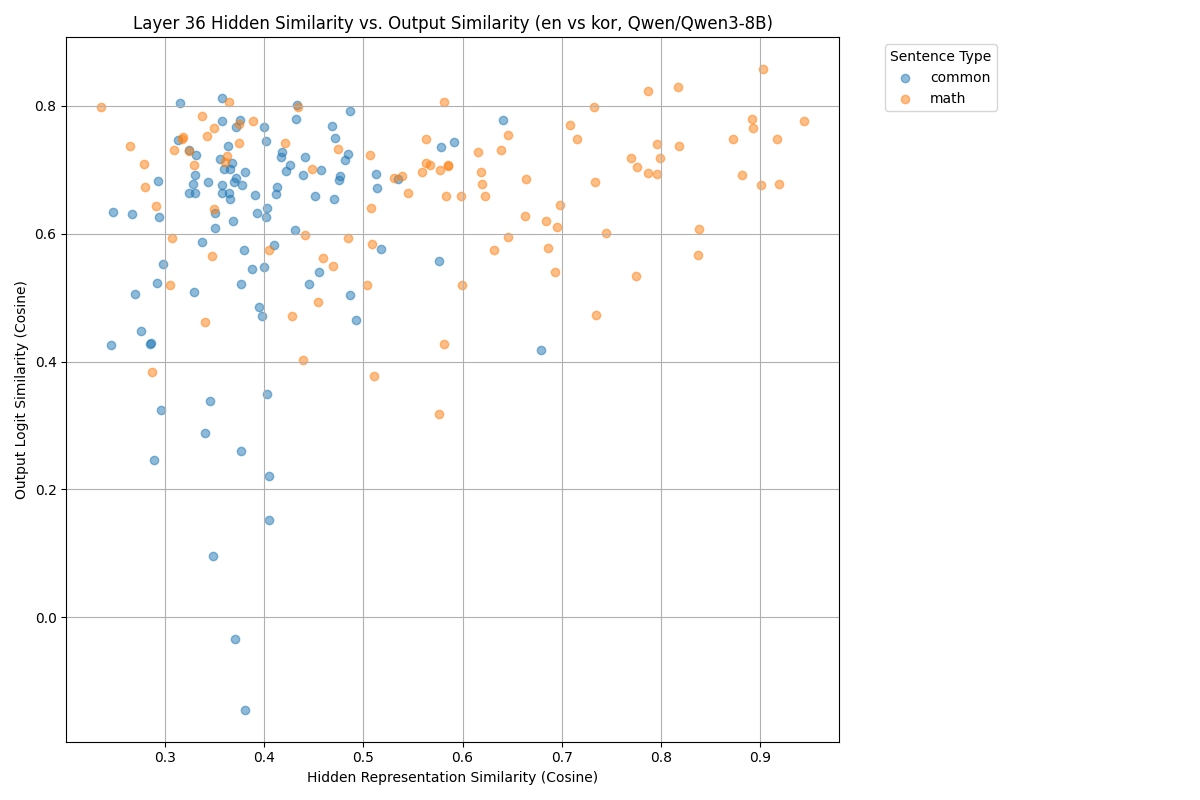 Layer 36 Hidden Similarity vs. Output Similarity (en vs kor, Qwen/Qwen3-8B)
Sentence Type
common
math
Output Logit Similarity (Cosine)
0.8
0.6
0.4
0.2
0.0
0.3 0.4 0.5 0.6 0.7 0.8 0.9
Hidden Representation Similarity (Cosine)